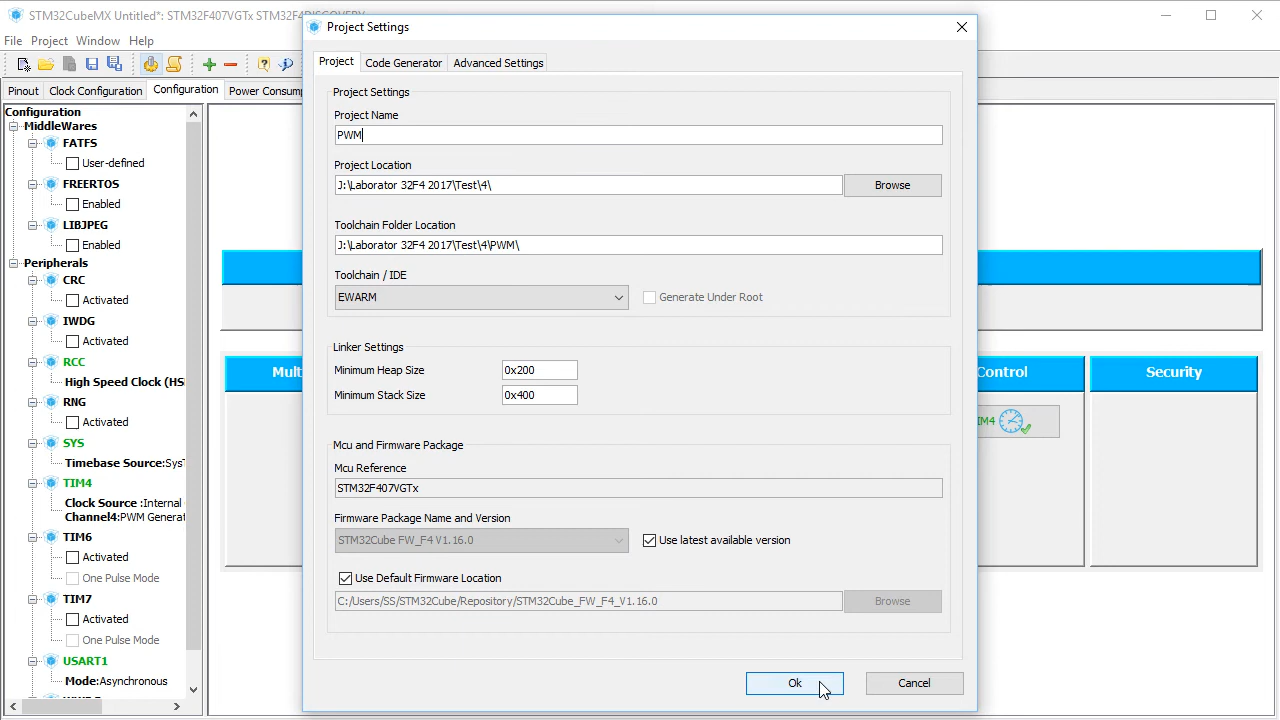 STM32CubeMX Untitled*: STM32F407VGTx STM32F4DISCOVERY
File Project Window Help
Pinout Clock Configuration Configuration Power Consump
Configuration
MiddleWares
FATFS
User-defined
FREERTOS
Enabled
LIBJPEG
Enabled
Peripherals
CRC
Activated
IWDG
Activated
RCC
High Speed Clock (HS
RNG
Activated
SYS
Timebase Source:SysT
TIM4
Clock Source :Internal
Channel4:PWM Generat
TIM6
Activated
One Pulse Mode
TIM7
Activated
One Pulse Mode
USART1
Mode:Asynchronous
Project Settings
Project Code Generator Advanced Settings
Project Settings
Project Name
PWM
Project Location
J:\Laborator 32F4 2017\Test\4\ Browse
Toolchain Folder Location
J:\Laborator 32F4 2017\Test\4\PWM\
Toolchain / IDE
EWARM Generate Under Root
Linker Settings
Minimum Heap Size 0x200
Minimum Stack Size 0x400
Mcu and Firmware Package
Mcu Reference
STM32F407VGTx
Firmware Package Name and Version
STM32Cube FW_F4 V1.16.0 Use latest available version
Use Default Firmware Location
C:/Users/SS/STM32Cube/Repository/STM32Cube_FW_F4_V1.16.0 Browse
Ok Cancel
Mult
Control
Security
IM4